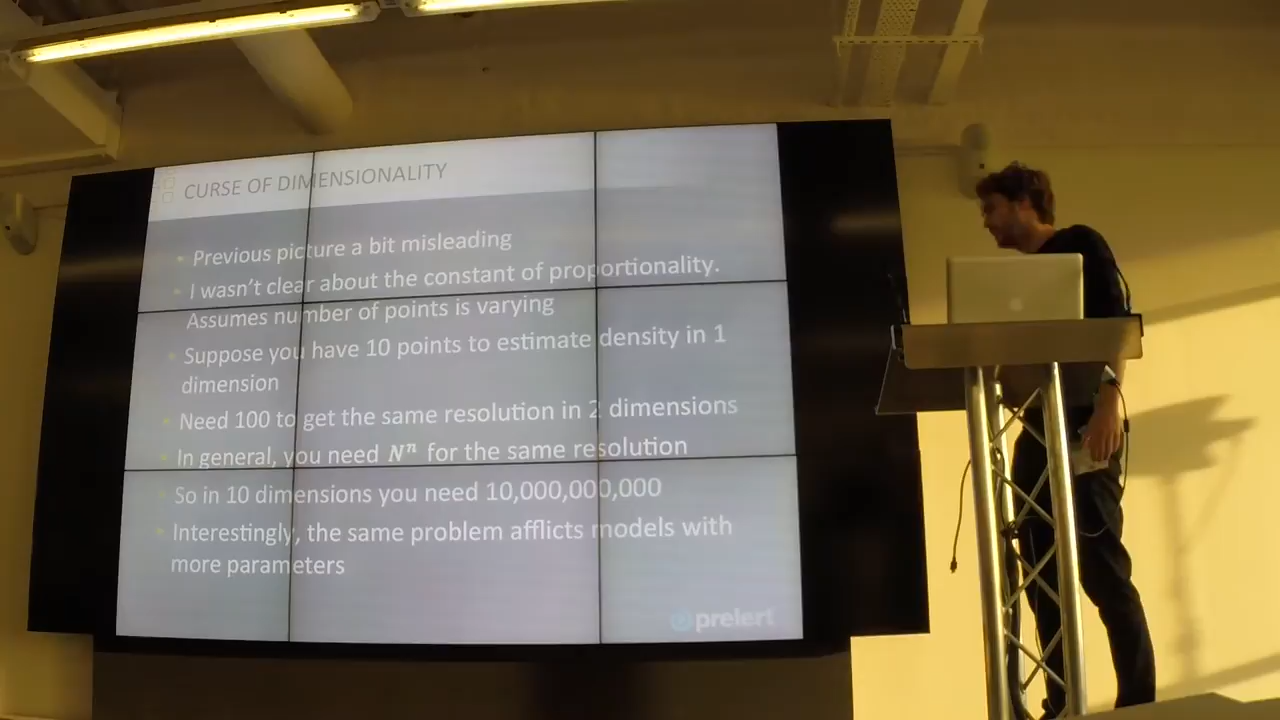 CURSE OF DIMENSIONALITY
Previous picture a bit misleading
I wasn't clear about the constant of proportionality.
Assumes number of points is varying
Suppose you have 10 points to estimate density in 1
dimension
Need 100 to get the same resolution in 2 dimensions
In general, you need Nⁿ for the same resolution
So in 10 dimensions you need 10,000,000,000
Interestingly, the same problem afflicts models with
more parameters
prelert